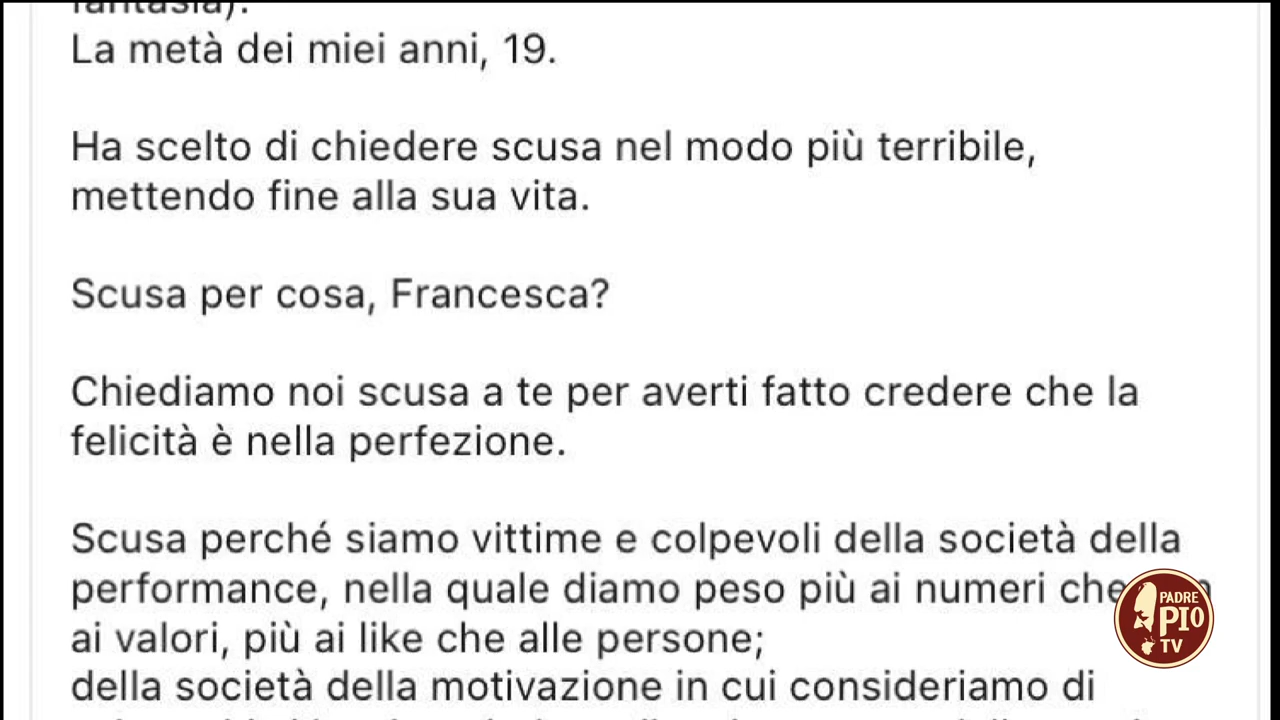 fantasia).
La metà dei miei anni, 19.
Ha scelto di chiedere scusa nel modo più terribile,
mettendo fine alla sua vita.
Scusa per cosa, Francesca?
Chiediamo noi scusa a te per averti fatto credere che la
felicità è nella perfezione.
Scusa perché siamo vittime e colpevoli della società della
performance, nella quale diamo peso più ai numeri che
ai valori, più ai like che alle persone;
della società della motivazione in cui consideriamo di
PADRE
PIO
TV